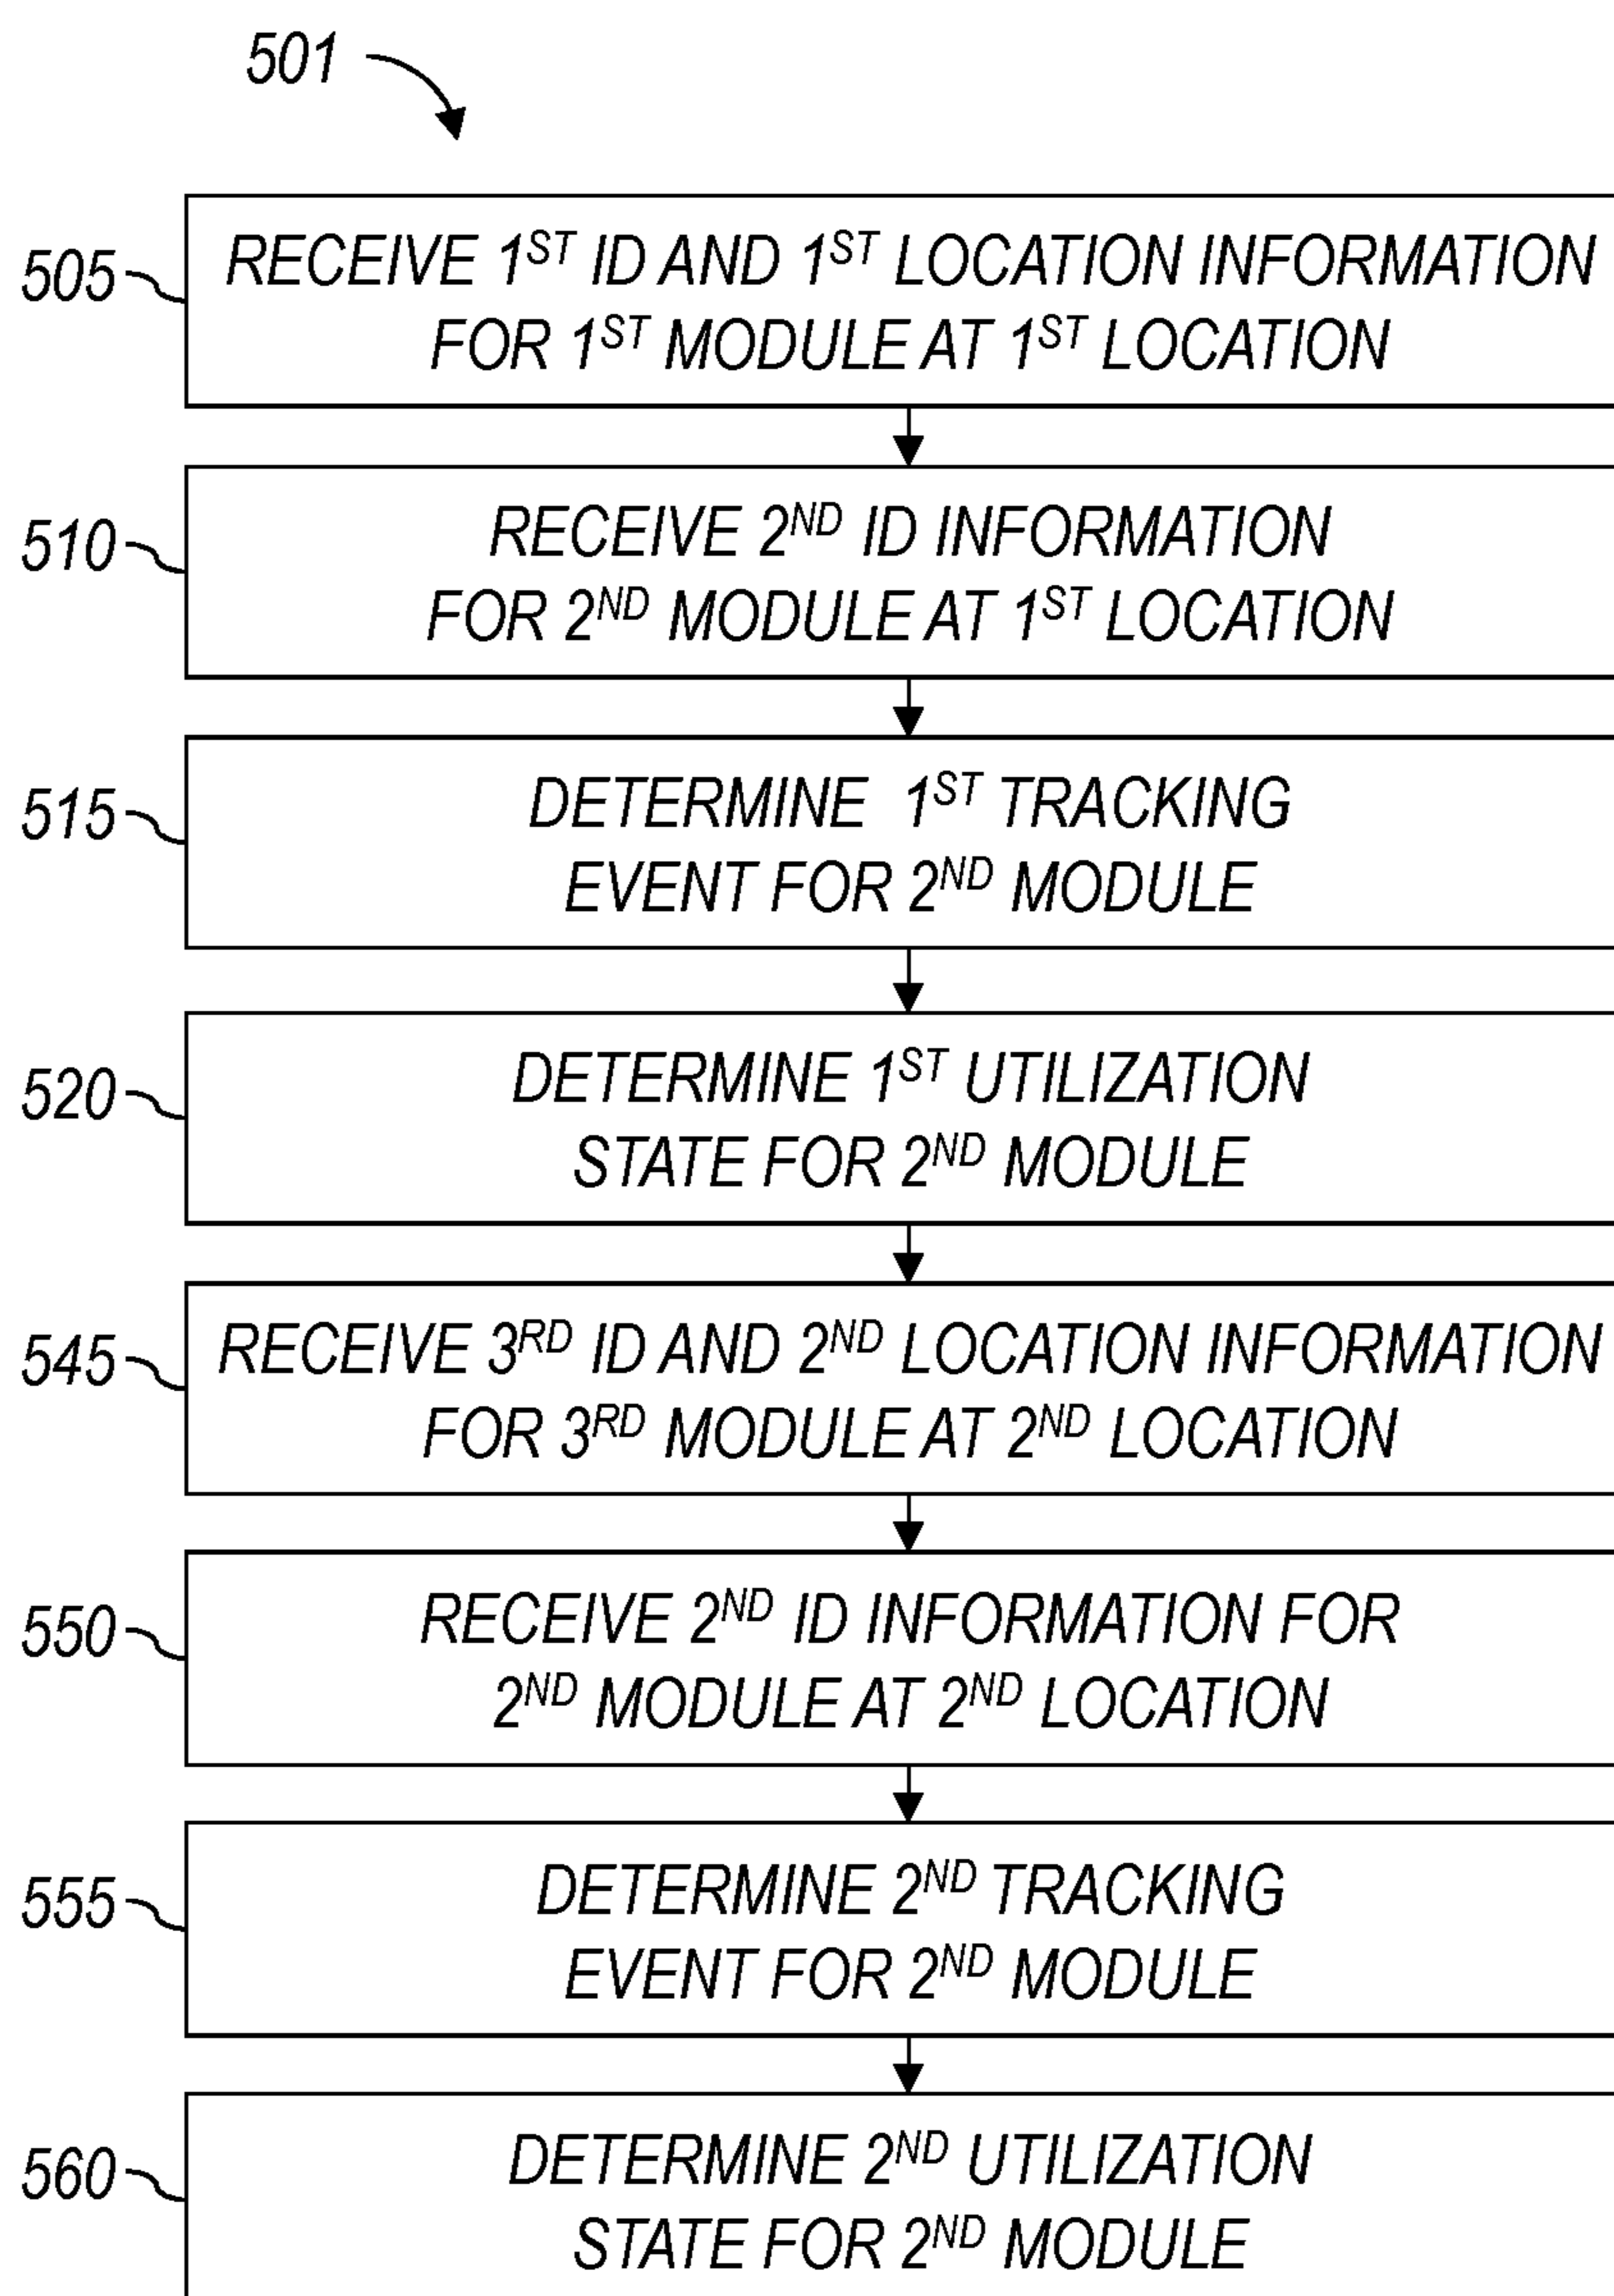 501
505
RECEIVE 1ST ID AND 1ST LOCATION INFORMATION
FOR 1ST MODULE AT 1ST LOCATION
510
RECEIVE 2ND ID INFORMATION
FOR 2ND MODULE AT 1ST LOCATION
515
DETERMINE 1ST TRACKING
EVENT FOR 2ND MODULE
520
DETERMINE 1ST UTILIZATION
STATE FOR 2ND MODULE
545
RECEIVE 3RD ID AND 2ND LOCATION INFORMATION
FOR 3RD MODULE AT 2ND LOCATION
550
RECEIVE 2ND ID INFORMATION FOR
2ND MODULE AT 2ND LOCATION
555
DETERMINE 2ND TRACKING
EVENT FOR 2ND MODULE
560
DETERMINE 2ND UTILIZATION
STATE FOR 2ND MODULE